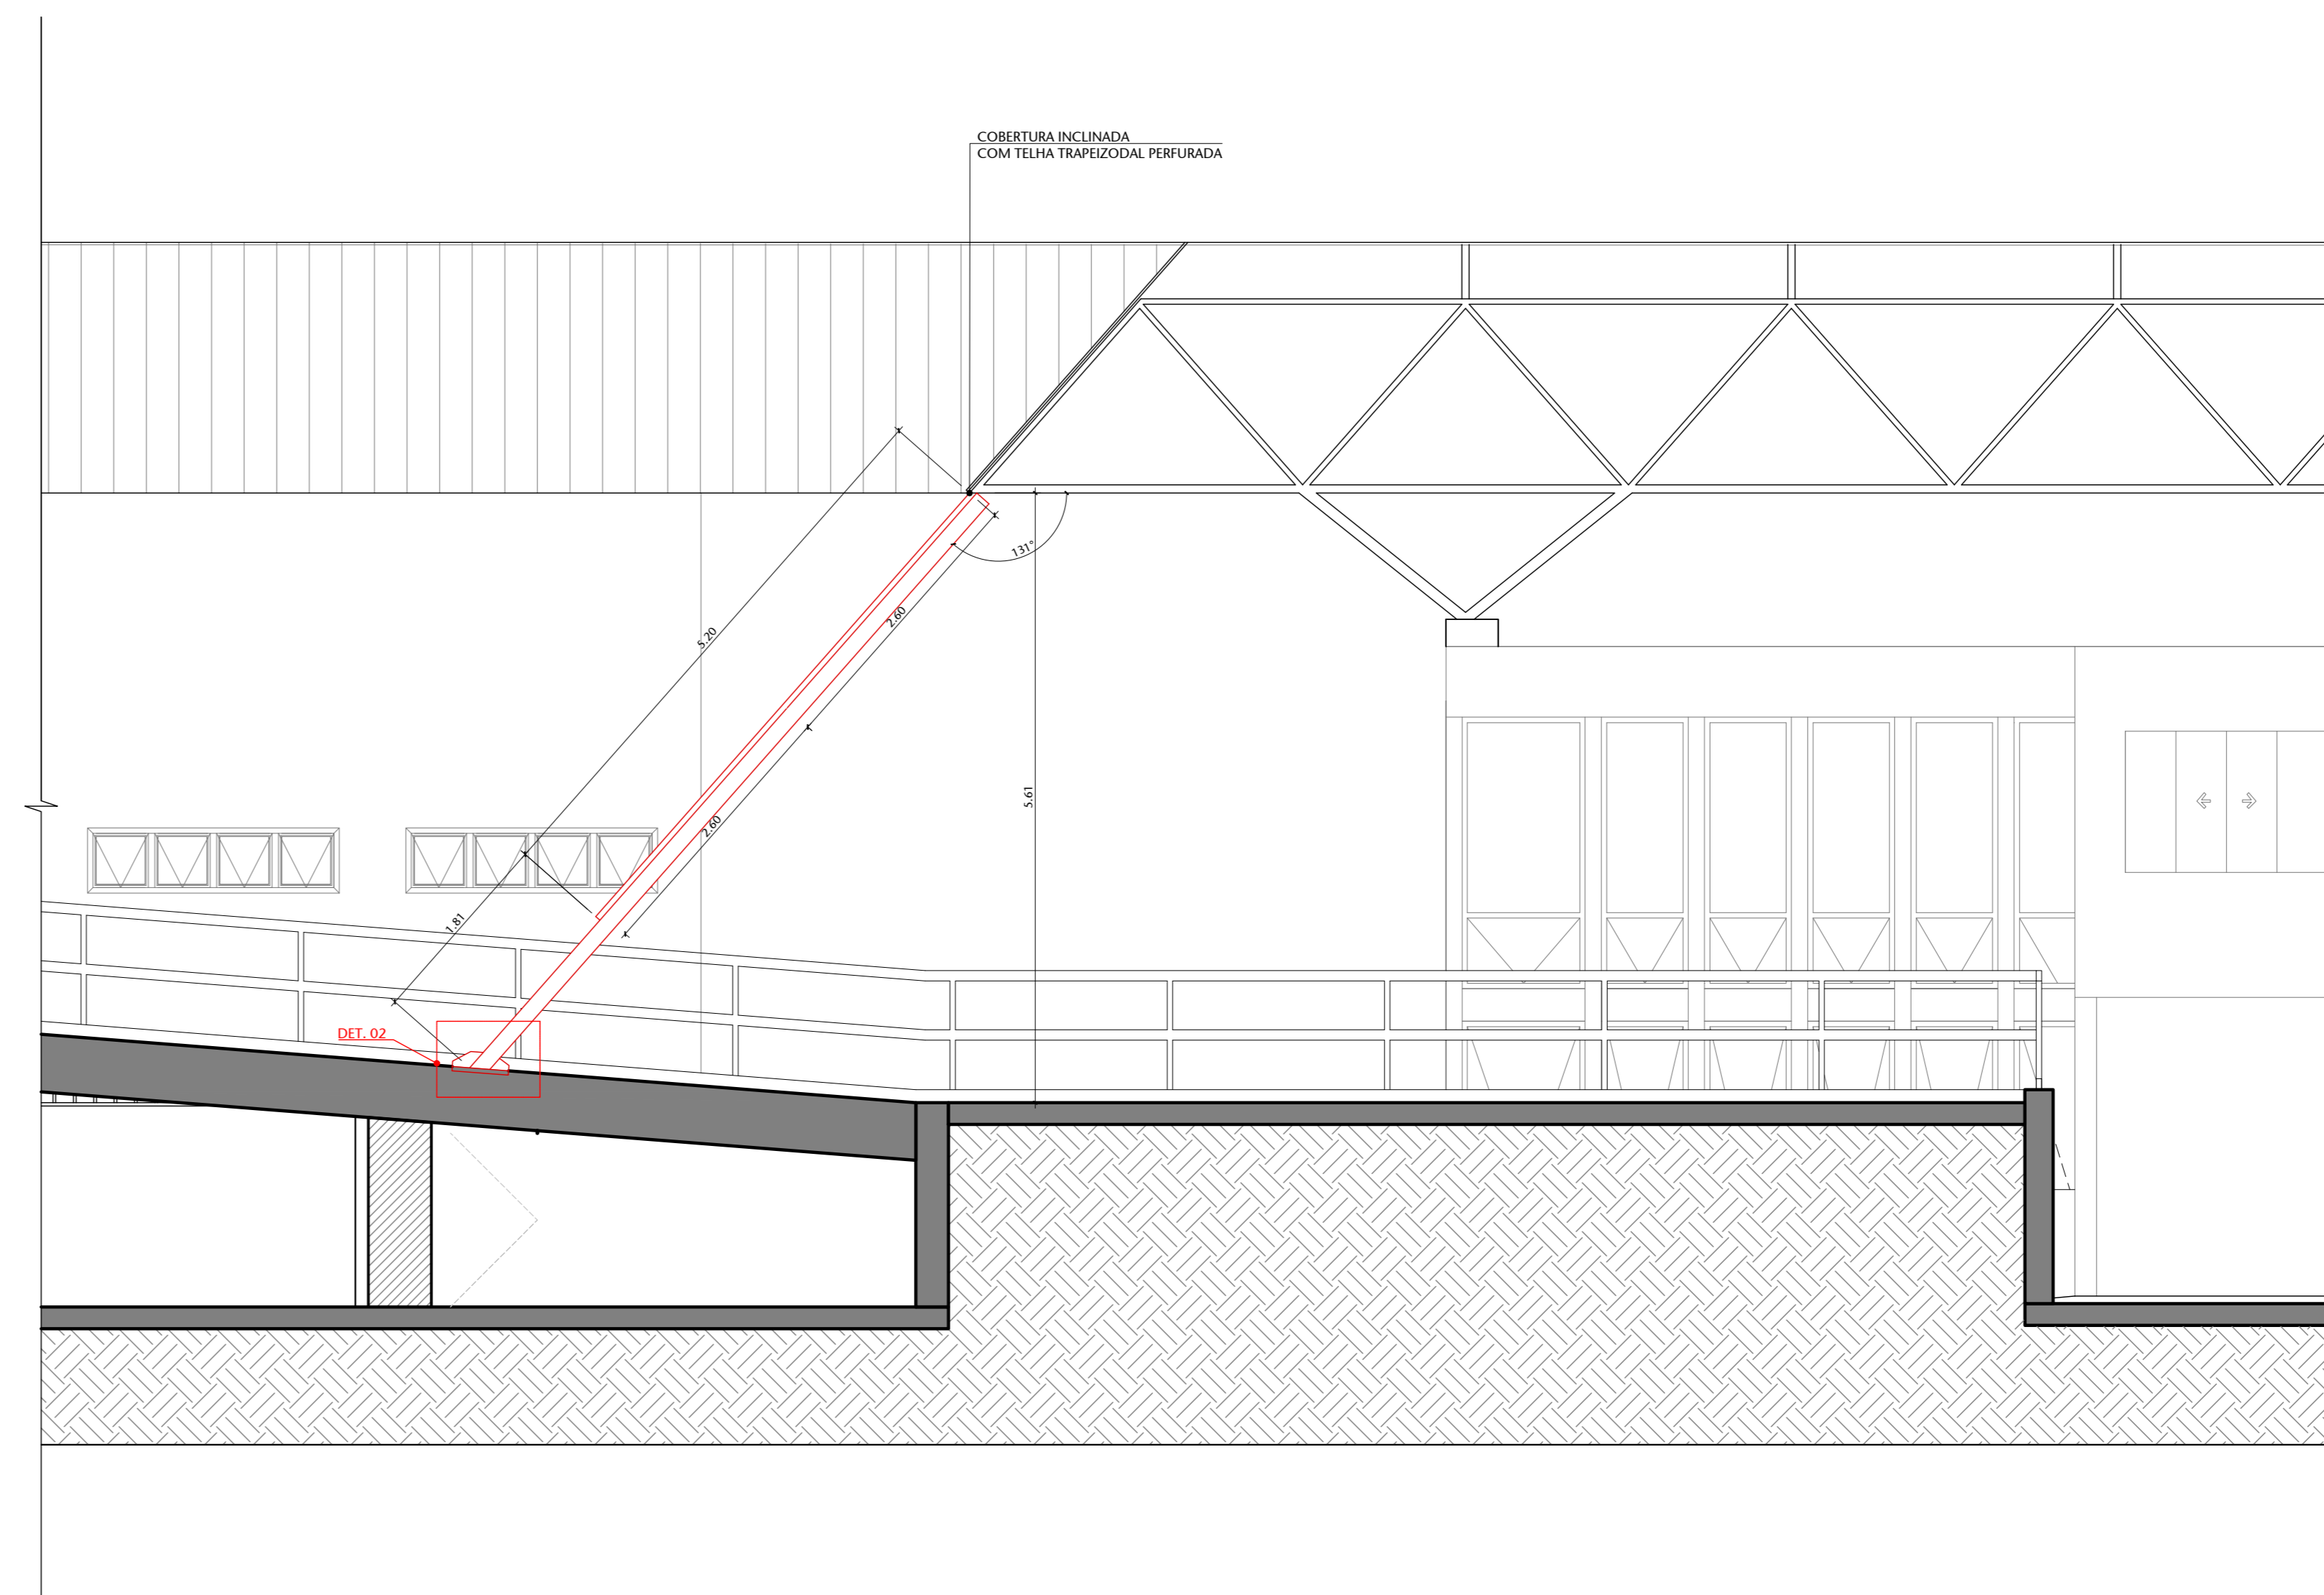 COBERTURA INCLINADA
COM TELHA TRAPEIZODAL PERFURADA
131°
2.60
5.20
5.61
2.60
1.81
DET. 02